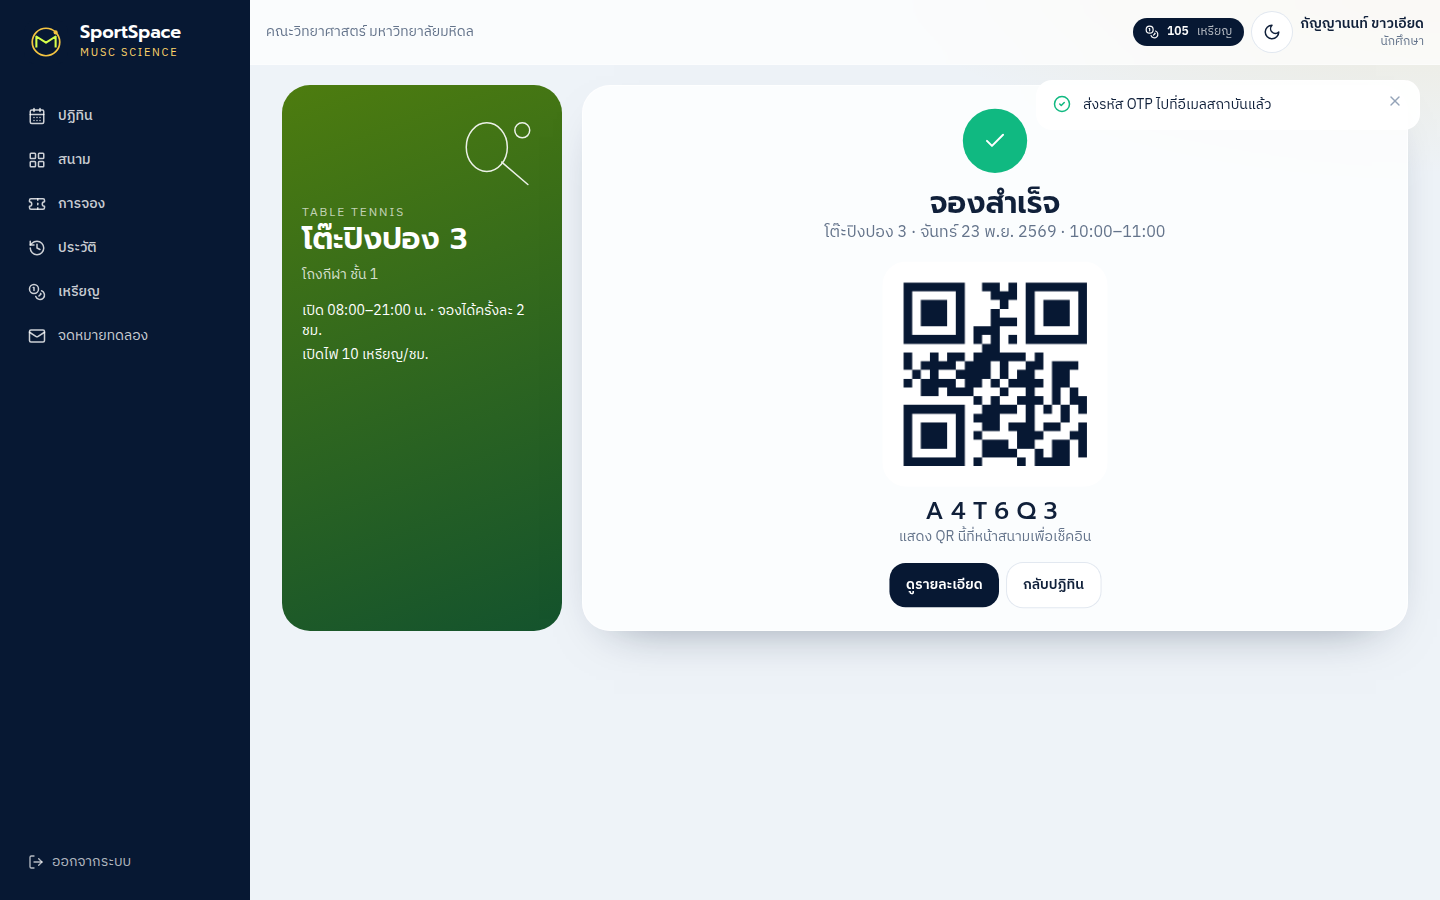 SportSpace
MUSC SCIENCE
ปฏิทิน
สนาม
การจอง
ประวัติ
เหรียญ
จดหมายทดลอง
ออกจากระบบ
คณะวิทยาศาสตร์ มหาวิทยาลัยมหิดล
105 เหรียญ
กัญญานนท์ ขาวเอียด
นักศึกษา
ส่งรหัส OTP ไปที่อีเมลสถาบันแล้ว
TABLE TENNIS
โต๊ะปิงปอง 3
โถงกีฬา ชั้น 1
เปิด 08:00–21:00 น. · จองได้ครั้งละ 2
ชม.
เปิดไฟ 10 เหรียญ/ชม.
จองสำเร็จ
โต๊ะปิงปอง 3 · จันทร์ 23 พ.ย. 2569 · 10:00–11:00
A4T6Q3
แสดง QR นี้ที่หน้าสนามเพื่อเช็คอิน
ดูรายละเอียด
กลับปฏิทิน